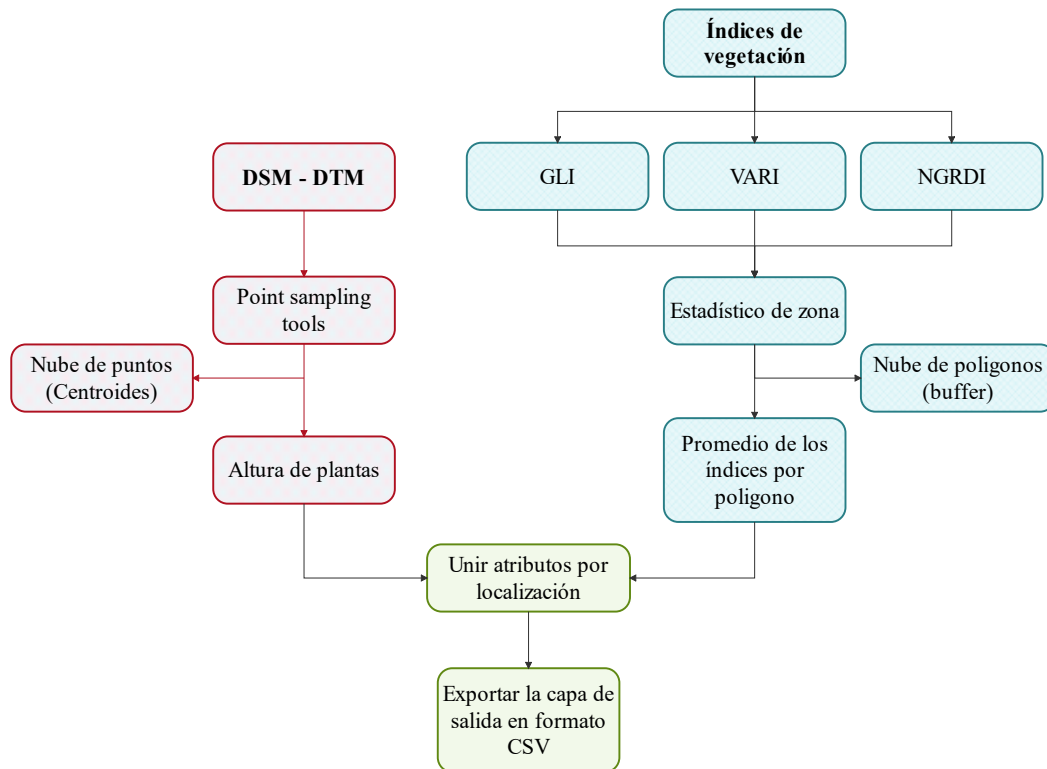 Índices de
vegetación
DSM - DTM
GLI
VARI
NGRDI
Point sampling
tools
Estadístico de zona
Nube de puntos
(Centroides)
Nube de poligonos
(buffer)
Altura de plantas
Promedio de los
índices por
poligono
Unir atributos por
localización
Exportar la capa de
salida en formato
CSV